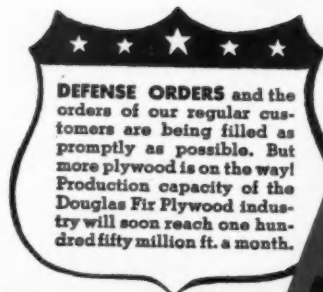 DEFENSE ORDERS and the
orders of our regular cus-
tomers are being filled as
promptly as possible. But
more plywood is on the way!
Production capacity of the
Douglas Fir Plywood indus-
try will soon reach one hun-
dred fifty million ft. a month.